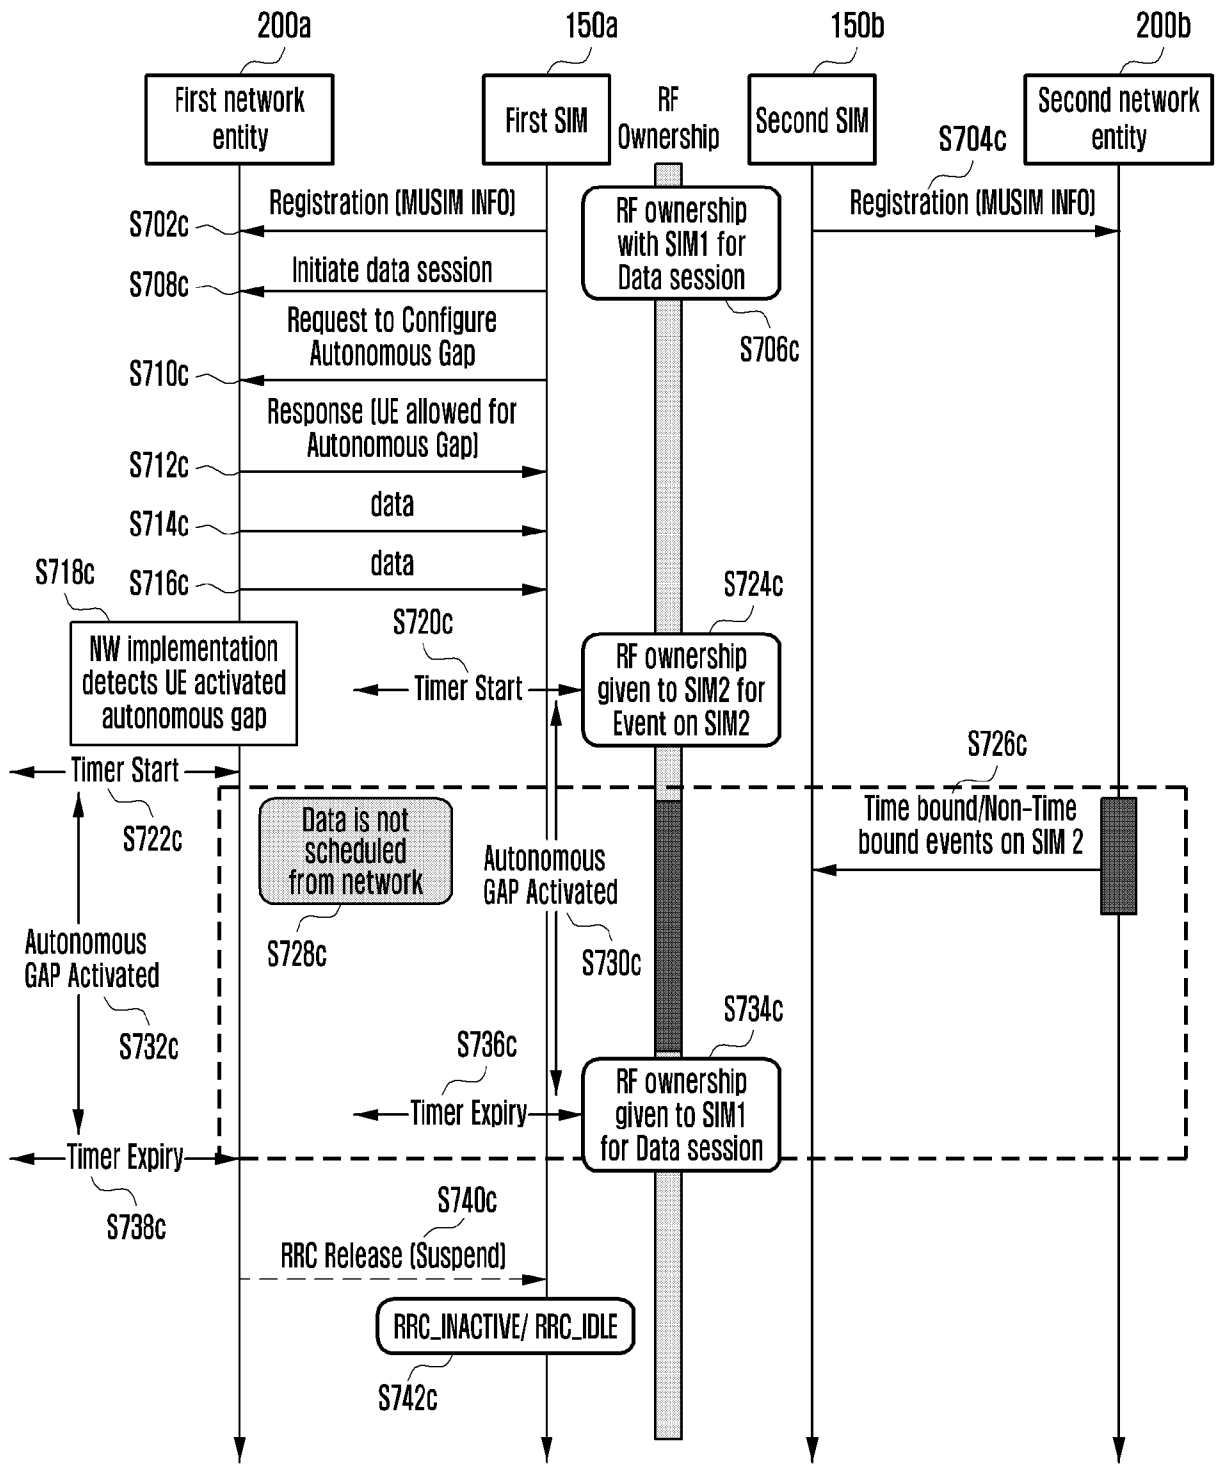 200a
150a
150b
200b
First network
entity
First SIM
RF
Ownership
Second SIM
Second network
entity
S704c
Registration (MUSIM INFO)
S702c
RF ownership
with SIM1 for
Data session
Registration (MUSIM INFO)
Initiate data session
S708c
S706c
Request to Configure
Autonomous Gap
S710c
Response (UE allowed for
Autonomous Gap)
S712c
data
S714c
data
S716c
S718c
NW implementation
detects UE activated
autonomous gap
S720c
Timer Start
S724c
RF ownership
given to SIM2 for
Event on SIM2
Timer Start
S722c
S726c
Time bound/Non-Time
bound events on SIM 2
Data is not
scheduled
from network
S728c
Autonomous
GAP Activated
S730c
Autonomous
GAP Activated
S732c
S734c
S736c
Timer Expiry
RF ownership
given to SIM1
for Data session
Timer Expiry
S738c
S740c
RRC Release (Suspend)
RRC_INACTIVE/ RRC_IDLE
S742c